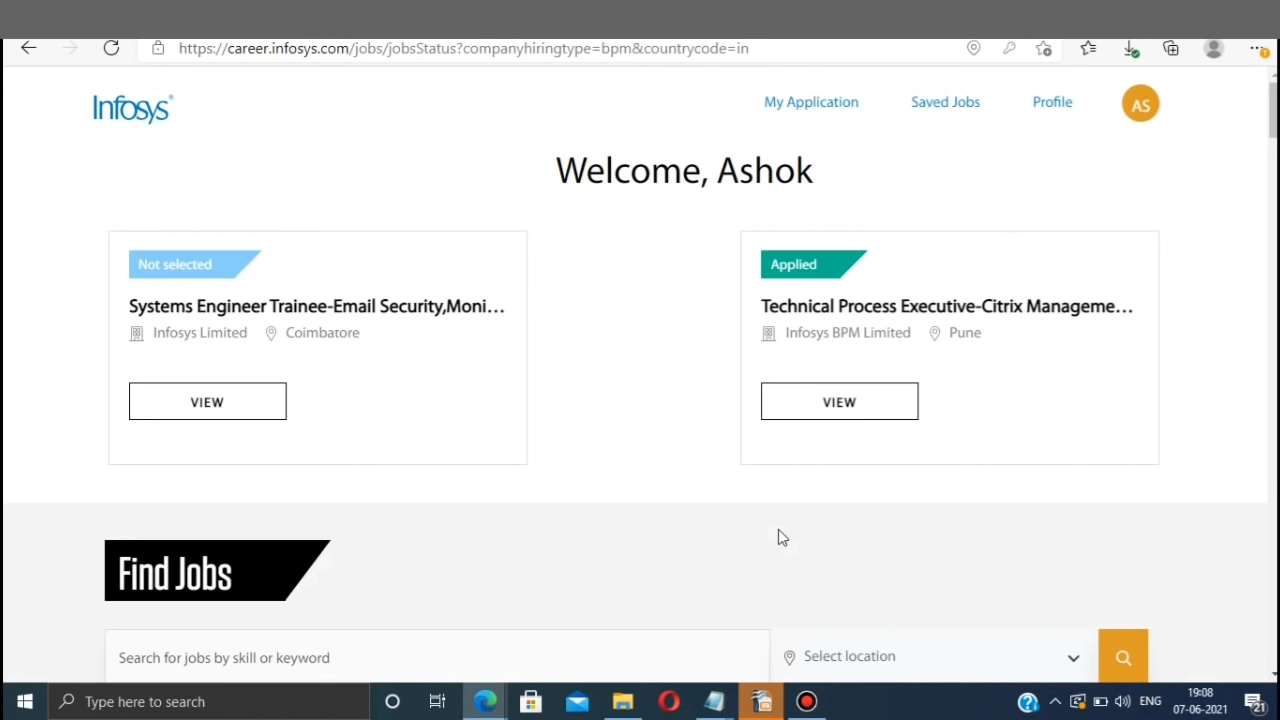 https://career.infosys.com/jobs/jobsStatus?companyhiringtype=bpm&countrycode=in
Infosys®
My Application
Saved Jobs
Profile
AS
Welcome, Ashok
Not selected
Systems Engineer Trainee-Email Security,Moni...
Infosys Limited
Coimbatore
VIEW
Applied
Technical Process Executive-Citrix Manageme...
Infosys BPM Limited
Pune
VIEW
Find Jobs
Search for jobs by skill or keyword
Select location
Type here to search
ENG
19:08
07-06-2021
21